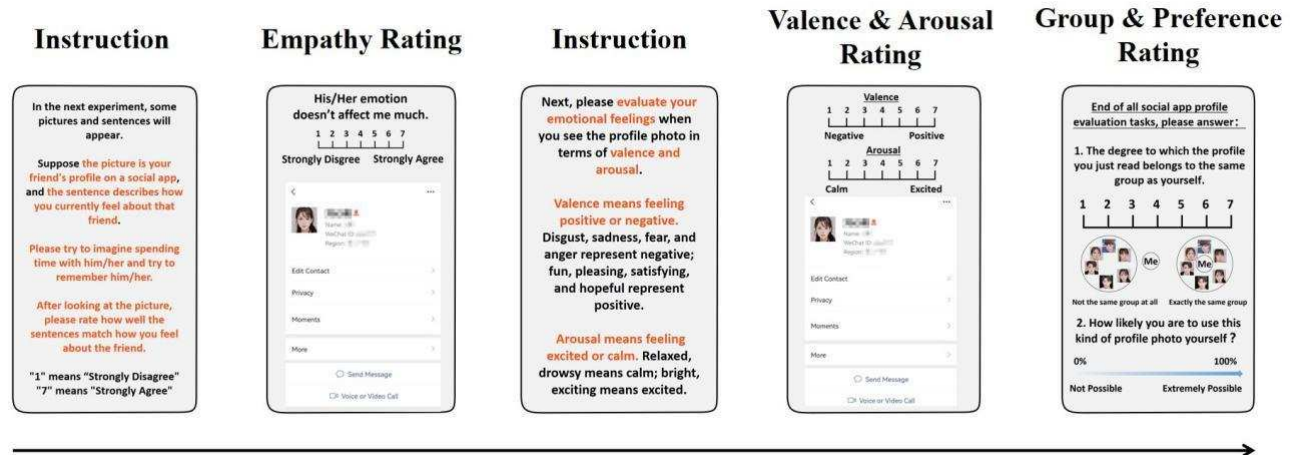 Instruction
In the next experiment, some
pictures and sentences will
appear.
Suppose the picture is your
friend's profile on a social app,
and the sentence describes how
you currently feel about that
friend.
Please try to imagine spending
time with him/her and try to
remember him/her.
After looking at the picture,
please rate how well the
sentences match how you feel
about the friend.
"1" means "Strongly Disagree"
"7" means "Strongly Agree"
Empathy Rating
His/Her emotion
doesn't affect me much.
1 2 3 4 5 6 7
Strongly Disgree Strongly Agree
Name:
WeChat ID:
Region:
Edit Contact
Privacy
Moments
More
Send Message
Voice or Video Call
Instruction
Next, please evaluate your
emotional feelings when
you see the profile photo in
terms of valence and
arousal.
Valence means feeling
positive or negative.
Disgust, sadness, fear, and
anger represent negative;
fun, pleasing, satisfying,
and hopeful represent
positive.
Arousal means feeling
excited or calm. Relaxed,
drowsy means calm; bright,
exciting means excited.
Valence & Arousal
Rating
Valence
1 2 3 4 5 6 7
Negative Positive
Arousal
1 2 3 4 5 6 7
Calm Excited
Name:
WeChat ID:
Region:
Edit Contact
Privacy
Moments
More
Send Message
Voice or Video Call
Group & Preference
Rating
End of all social app profile
evaluation tasks, please answer:
1. The degree to which the profile
you just read belongs to the same
group as yourself.
1 2 3 4 5 6 7
Me Me
Not the same group at all Exactly the same group
2. How likely you are to use this
kind of profile photo yourself?
0% 100%
Not Possible Extremely Possible